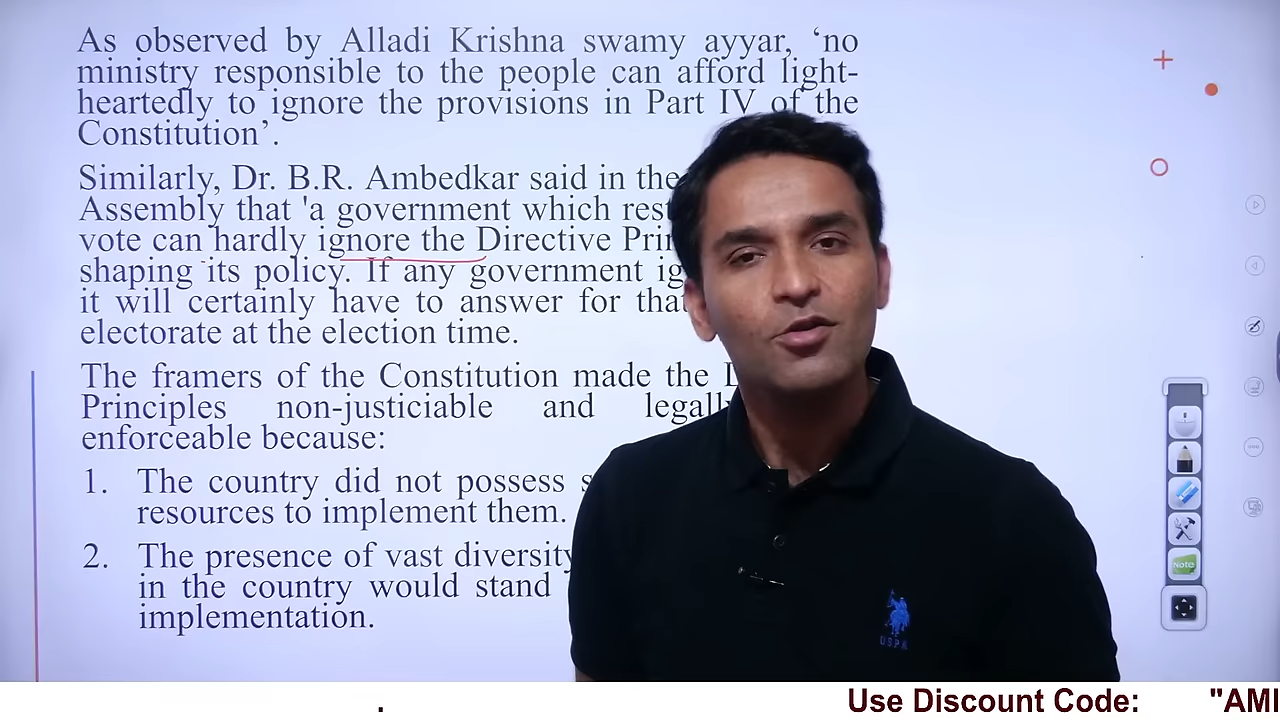 As observed by Alladi Krishna swamy ayyar, ‘no
ministry responsible to the people can afford light-
heartedly to ignore the provisions in Part IV of the
Constitution’.
Similarly, Dr. B.R. Ambedkar said in the
Assembly that 'a government which
vote can hardly ignore the Directive
shaping its policy. If any government
it will certainly have to answer for that
electorate at the election time.
The framers of the Constitution made the
Principles non-justiciable and
enforceable because:
1. The country did not possess
resources to implement them.
2. The presence of vast diversity
in the country would stand
implementation.
Note
USPA
. Use Discount Code: "AMI